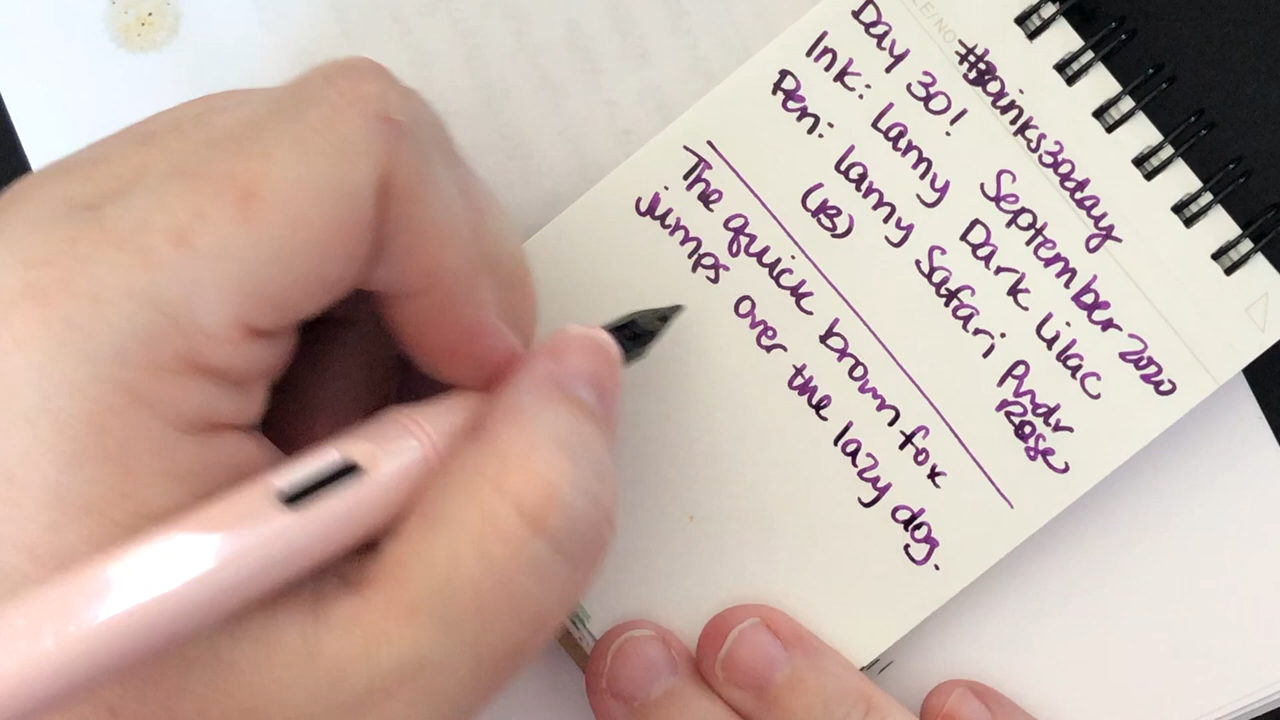 #30inks30day
Day 30! September 2020
Ink: Lamy Dark Lilac
Pen: Lamy Safari Pwdr
Rose
(B)
The quick brown fox
jumps over the lazy dog.